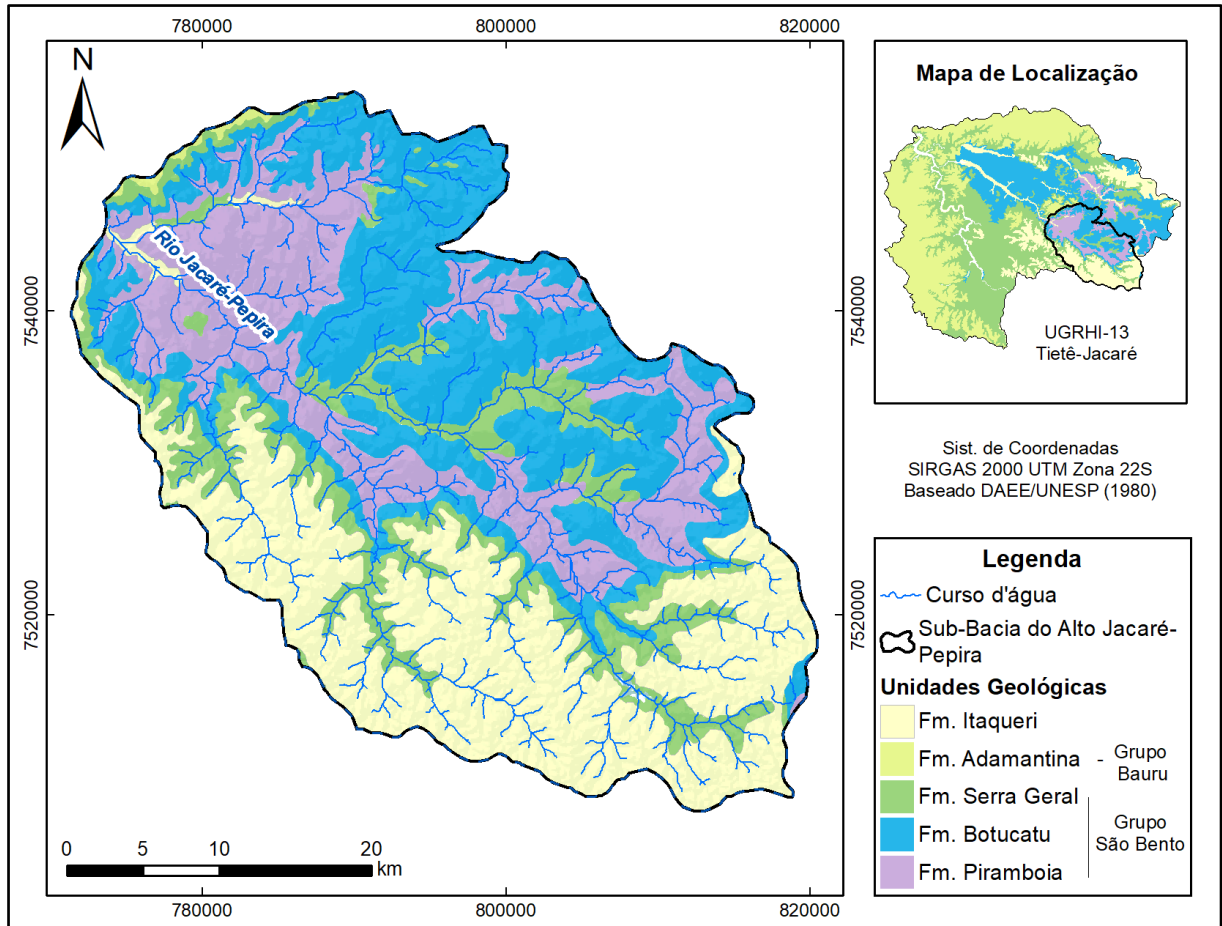 780000
800000
820000
N
Rio Jacaré-Pepira
7540000
7540000
7520000
7520000
0
5
10
20
km
780000
800000
820000
Mapa de Localização
UGRHI-13
Tietê-Jacaré
Sist. de Coordenadas
SIRGAS 2000 UTM Zona 22S
Baseado DAEE/UNESP (1980)
Legenda
Curso d'água
Sub-Bacia do Alto Jacaré-
Pepira
Unidades Geológicas
Fm. Itaqueri
Fm. Adamantina - Grupo
Bauru
Fm. Serra Geral
Fm. Botucatu
Fm. Piramboia
Grupo
São Bento